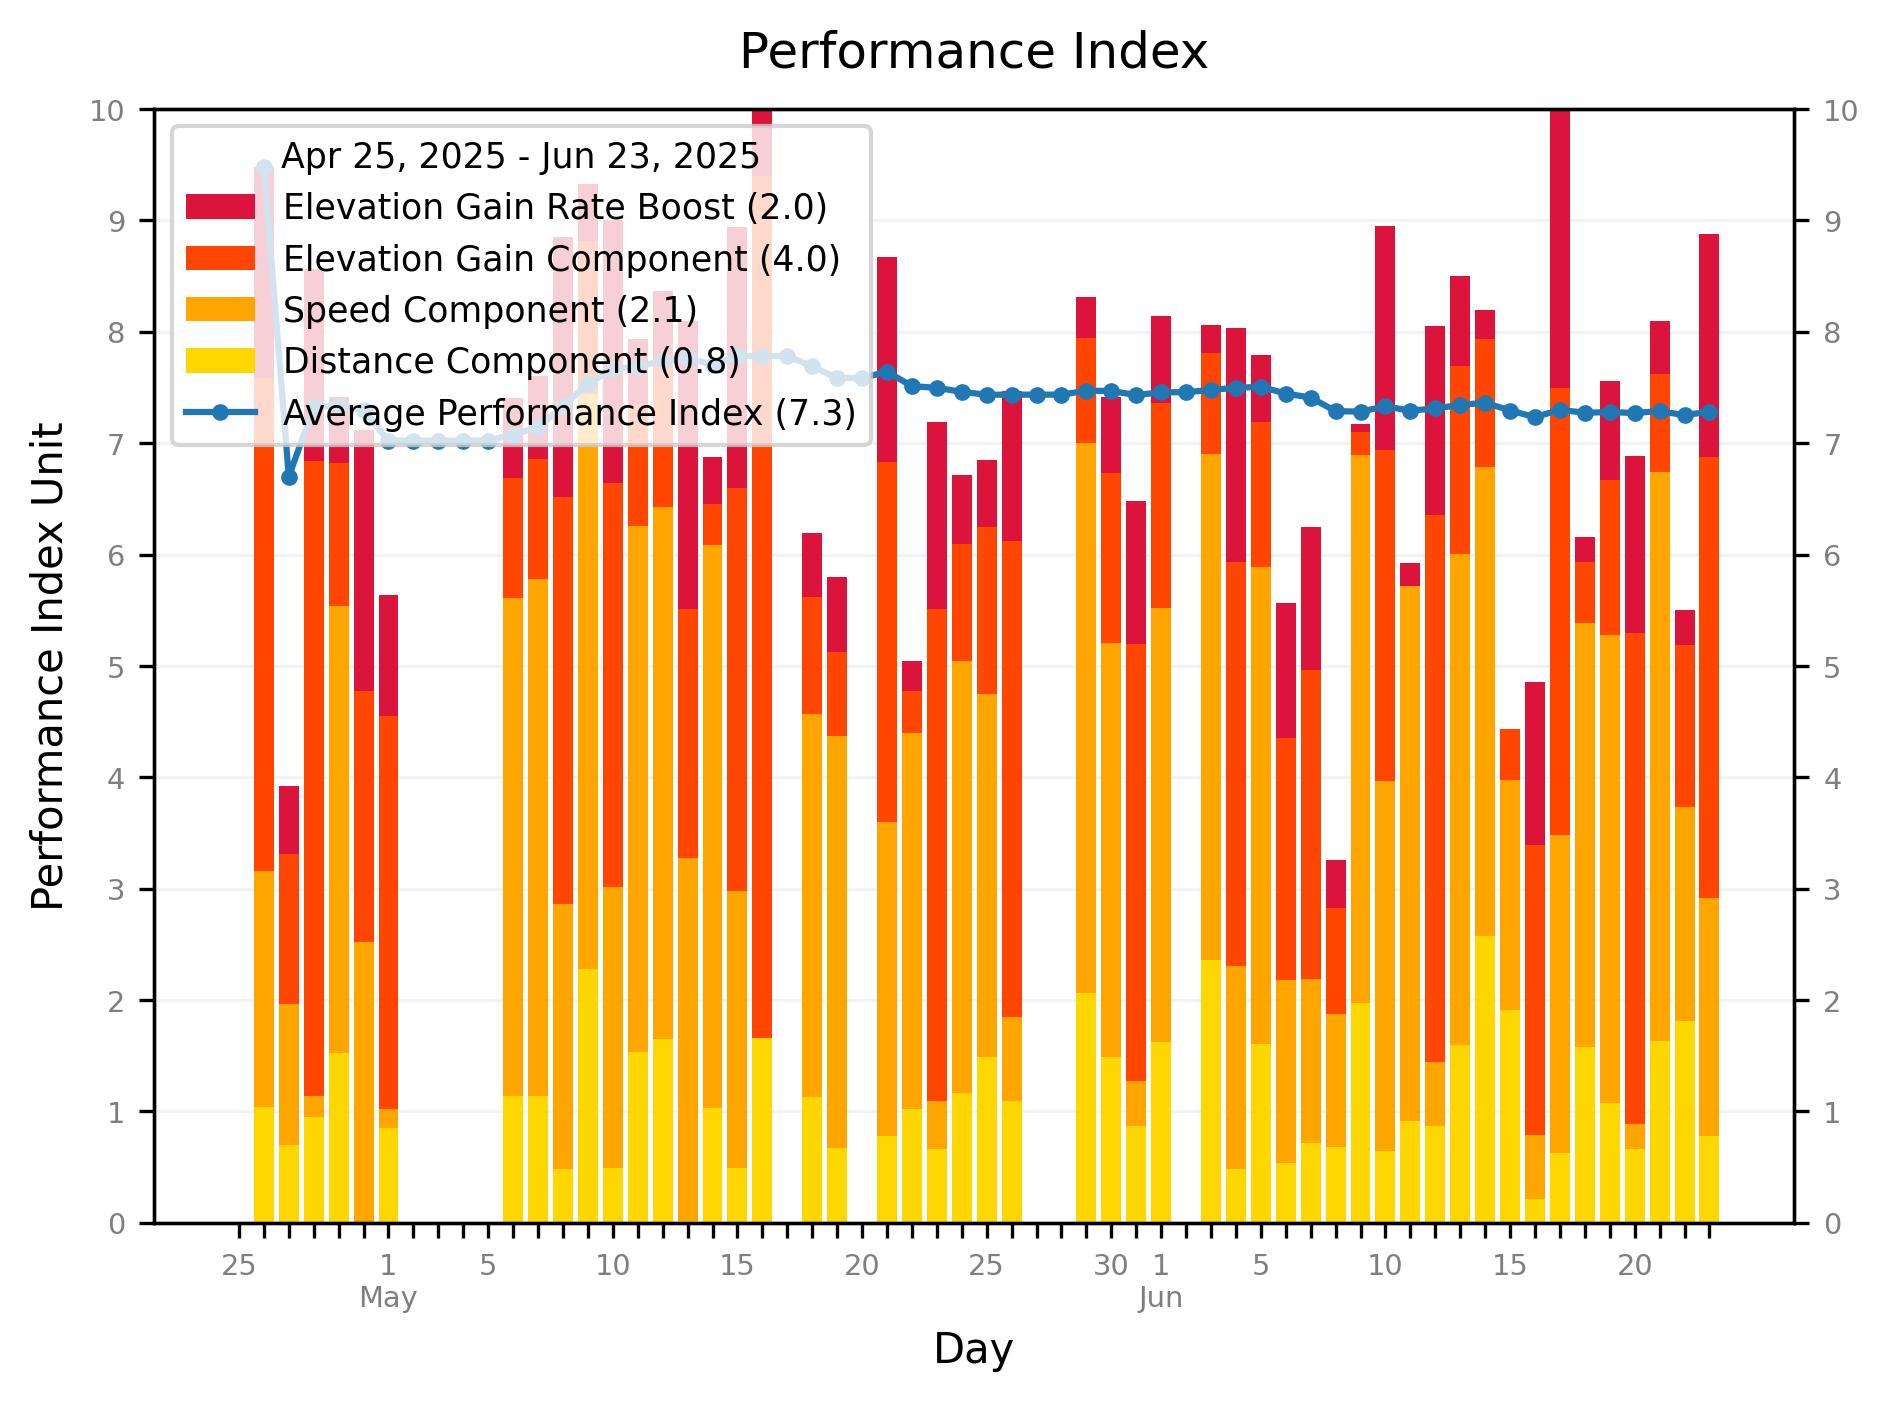 Performance Index
Apr 25, 2025 - Jun 23, 2025
Elevation Gain Rate Boost (2.0)
Elevation Gain Component (4.0)
Speed Component (2.1)
Distance Component (0.8)
Average Performance Index (7.3)
Performance Index Unit
10
9
8
7
6
5
4
3
2
1
0
10
9
8
7
6
5
4
3
2
1
0
25 1 5 10 15 20 25 30 1 5 10 15 20
May Jun
Day